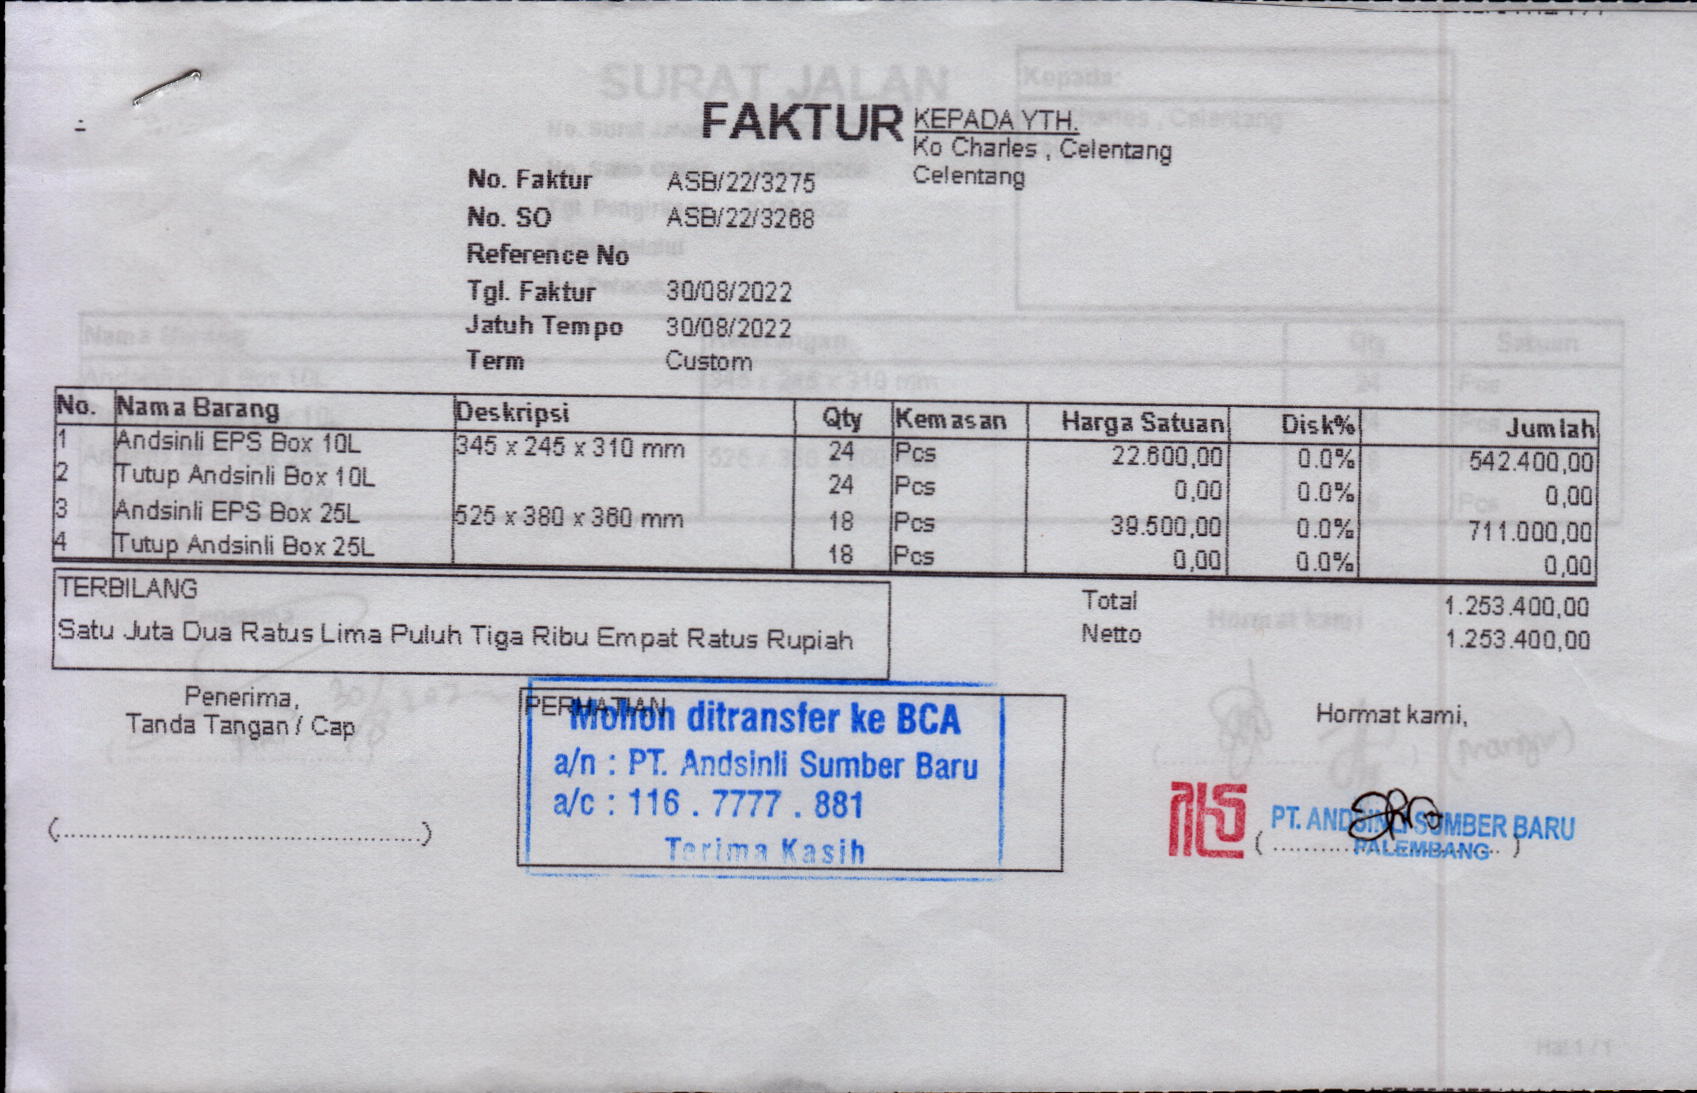 SURAT JALAN
Kepada:
FAKTUR
KEPADA YTH.
Ko Charles , Celentang
Celentang
No. Faktur ASB/22/3275
No. SO ASB/22/3268
Reference No
Tgl. Faktur 30/08/2022
Jatuh Tempo 30/08/2022
Term Custom
No. Nama Barang Deskripsi Qty Kemasan Harga Satuan Disk% Jumlah
1 Andsinli EPS Box 10L 345 x 245 x 310 mm 24 Pcs 22.600,00 0.0% 542.400,00
2 Tutup Andsinli Box 10L 24 Pcs 0,00 0.0% 0,00
3 Andsinli EPS Box 25L 525 x 380 x 360 mm 18 Pcs 39.500,00 0.0% 711.000,00
4 Tutup Andsinli Box 25L 18 Pcs 0,00 0.0% 0,00
TERBILANG
Satu Juta Dua Ratus Lima Puluh Tiga Ribu Empat Ratus Rupiah
Total 1.253.400,00
Netto 1.253.400,00
Penerima,
Tanda Tangan / Cap
PERHATIAN
Mohon ditransfer ke BCA
a/n : PT. Andsinli Sumber Baru
a/c : 116 . 7777 . 881
Terima Kasih
Hormat kami,
PT. ANDSINLI SUMBER BARU
PALEMBANG
Hal 1 / 1